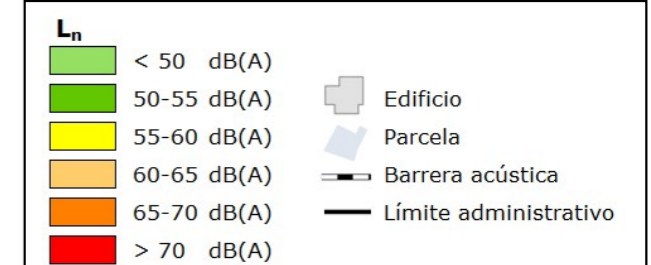 Ln
< 50 dB(A)
50-55 dB(A) Edificio
55-60 dB(A) Parcela
60-65 dB(A) Barrera acústica
65-70 dB(A) Límite administrativo
> 70 dB(A)